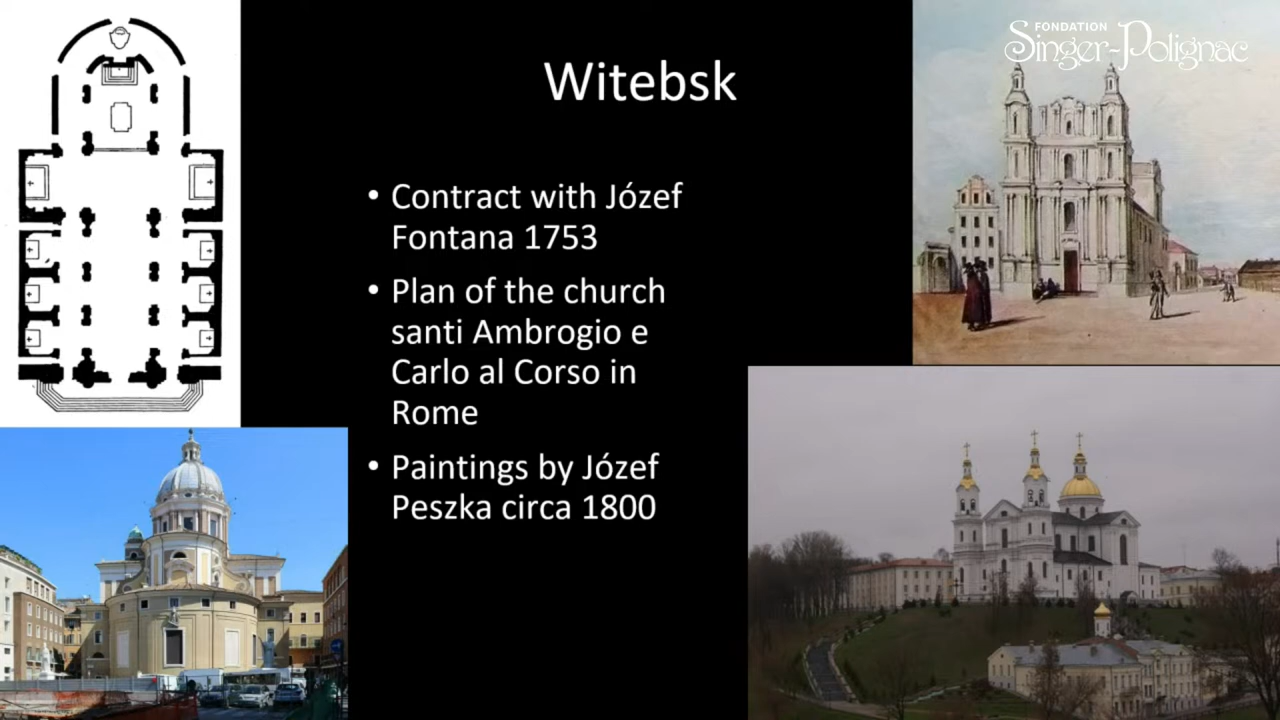 FONDATION
Singer-Polignac
Witebsk
• Contract with Józef
Fontana 1753
• Plan of the church
santi Ambrogio e
Carlo al Corso in
Rome
• Paintings by Józef
Peszka circa 1800